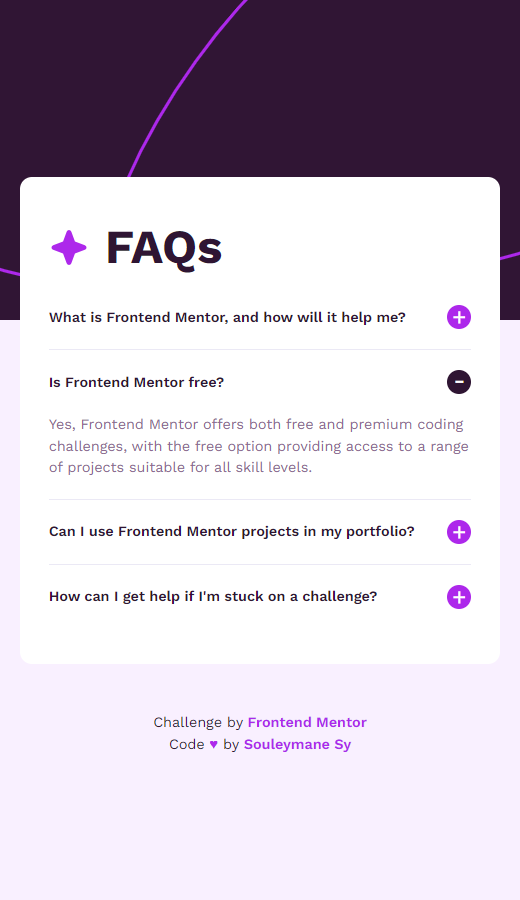 FAQs
What is Frontend Mentor, and how will it help me?
Is Frontend Mentor free?
Yes, Frontend Mentor offers both free and premium coding
challenges, with the free option providing access to a range
of projects suitable for all skill levels.
Can I use Frontend Mentor projects in my portfolio?
How can I get help if I'm stuck on a challenge?
Challenge by Frontend Mentor
Code ♥ by Souleymane Sy